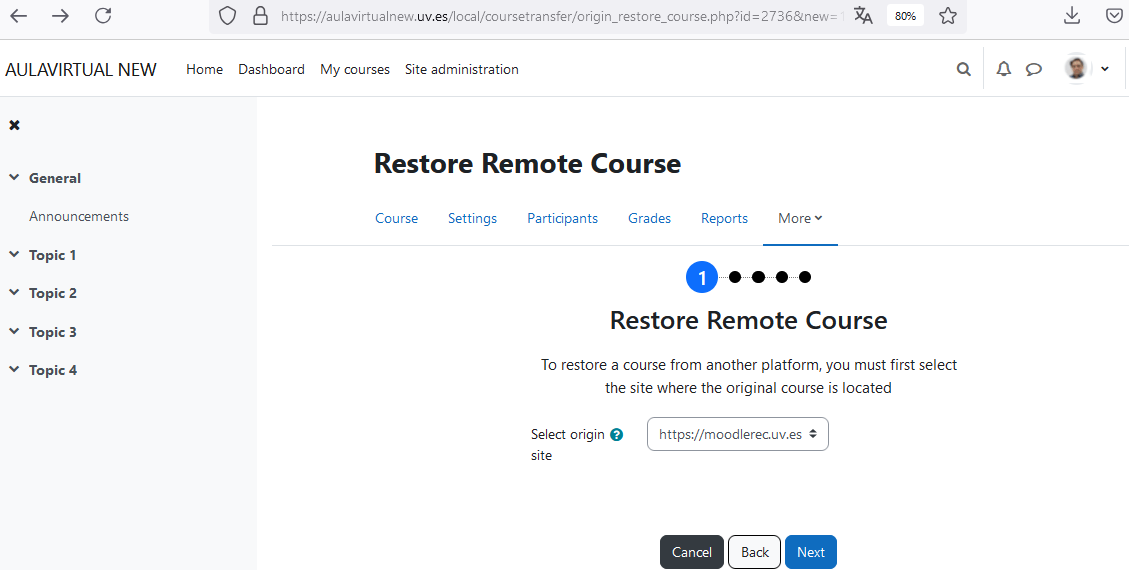 https://aulavirtualnew.uv.es/local/coursetransfer/origin_restore_course.php?id=2736&new=
80%
AULAVIRTUAL NEW
Home
Dashboard
My courses
Site administration
General
Announcements
Topic 1
Topic 2
Topic 3
Topic 4
Restore Remote Course
Course
Settings
Participants
Grades
Reports
More
1
Restore Remote Course
To restore a course from another platform, you must first select
the site where the original course is located
Select origin
site
https://moodlerec.uv.es
Cancel
Back
Next